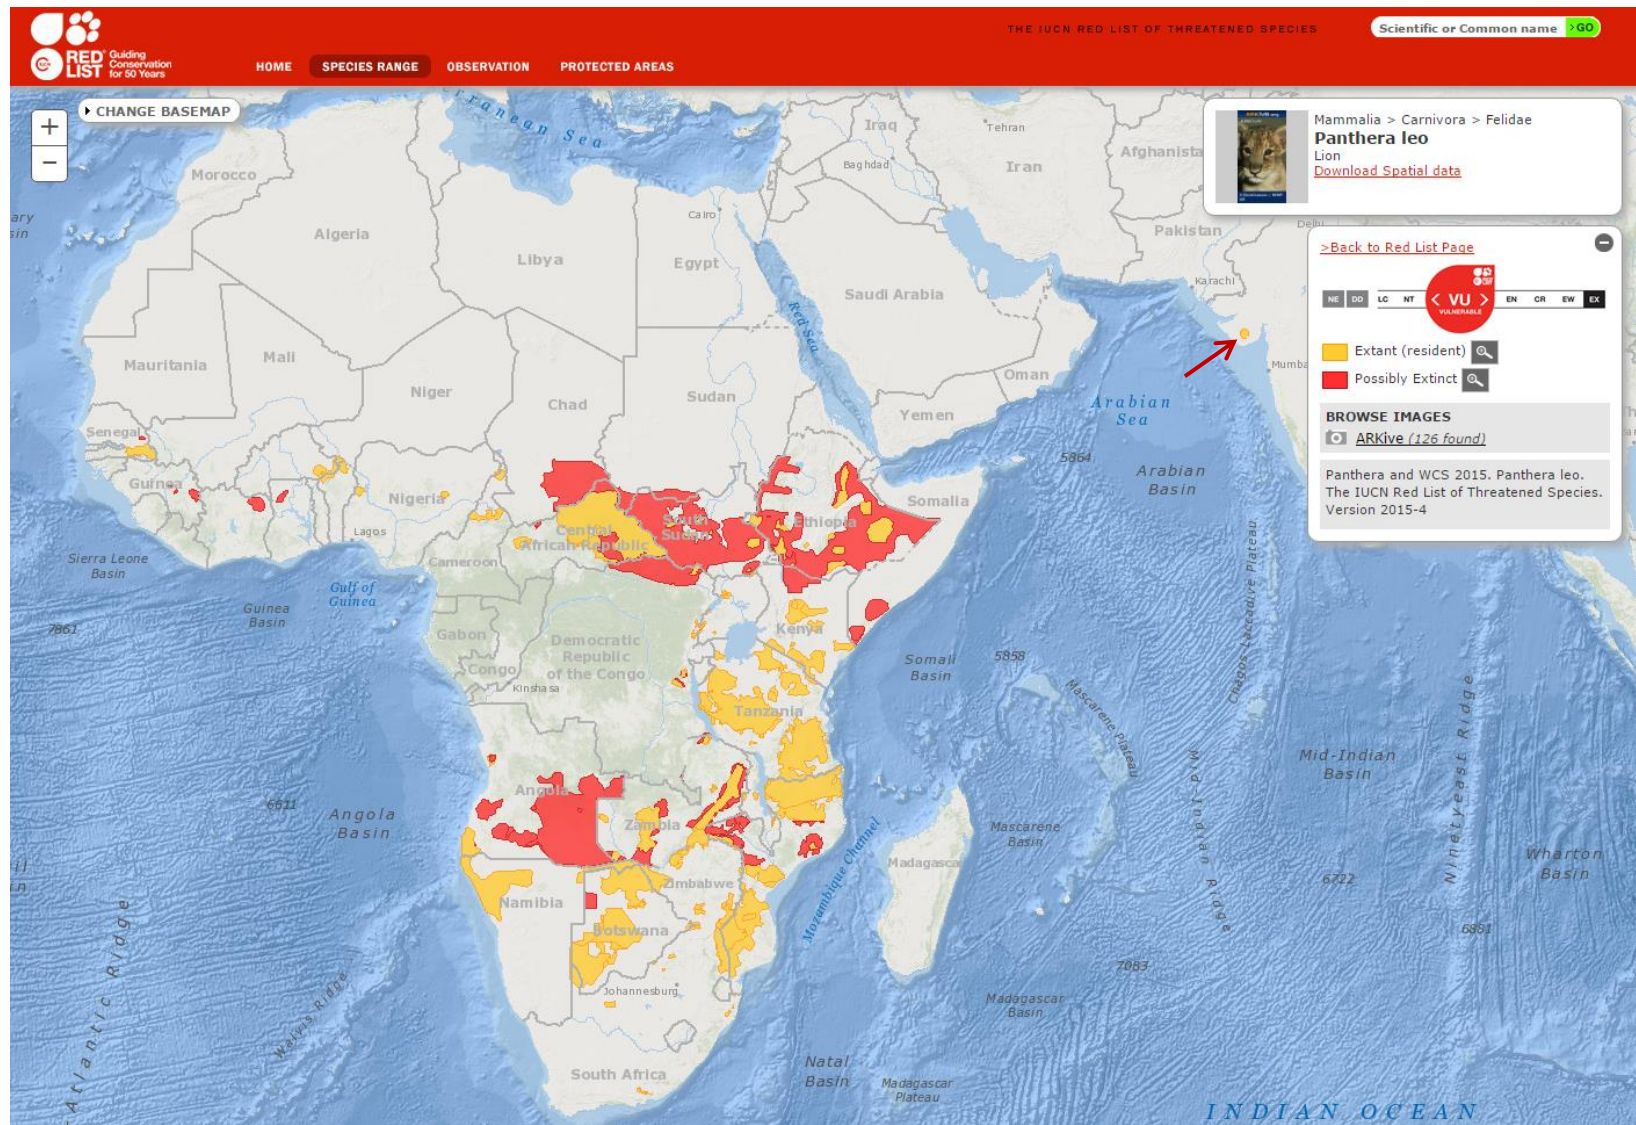 RED LIST
Guiding
Conservation
for 50 Years
THE IUCN RED LIST OF THREATENED SPECIES
Scientific or Common name >GO
HOME SPECIES RANGE OBSERVATION PROTECTED AREAS
CHANGE BASEMAP
+
−
Mammalia > Carnivora > Felidae
Panthera leo
Lion
Download Spatial data
>Back to Red List Page
NE DD LC NT < VU > EN CR EW EX
VULNERABLE
Extant (resident)
Possibly Extinct
BROWSE IMAGES
ARKive (126 found)
Panthera and WCS 2015. Panthera leo.
The IUCN Red List of Threatened Species.
Version 2015-4
Sea
Iraq
Tehran
Baghdad
Iran
Morocco
Cairo
Pakistan
Algeria
Libya
Egypt
Karachi
Saudi Arabia
Red Sea
Mauritania
Mali
Niger
Chad
Sudan
Oman
Yemen
Arabian
Sea
Senegal
Guinea
Nigeria
Lagos
5864
Arabian
Basin
Somalia
Ethiopia
South
Sudan
Central
African Republic
Cameroon
Sierra Leone
Basin
Gulf of
Guinea
Guinea
Basin
7861
Gabon
Congo
Democratic
Republic
of the Congo
Kinshasa
Kenya
Somali
Basin
5858
Chagos-Laccadive Plateau
Mascarene Plateau
Tanzania
Mid-Indian
Basin
Mid-Indian Ridge
Ninetyeast Ridge
Angola
6611
Angola
Basin
Zambia
Mascarene
Basin
Mozambique Channel
Madagascar
Wharton
Basin
6722
Zimbabwe
Namibia
Botswana
6881
7083
Johannesburg
Madagascar
Basin
Atlantic Ridge
Walvis Ridge
South Africa
Natal
Basin
Madagascar
Plateau
INDIAN OCEAN